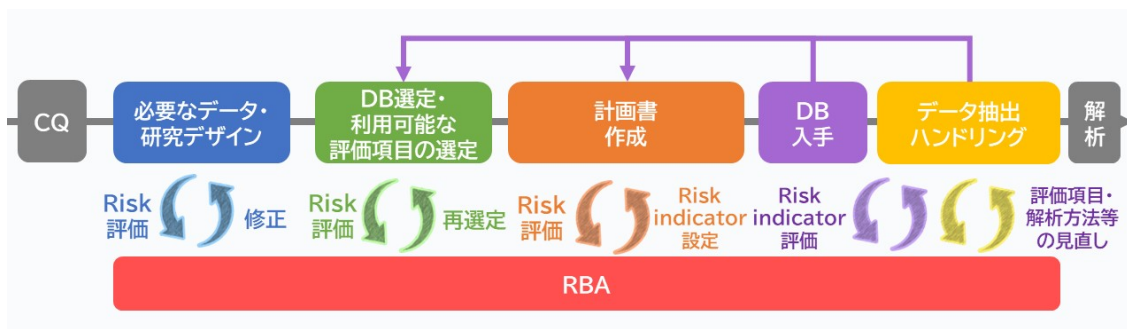 CQ
必要なデータ・
研究デザイン
DB選定・
利用可能な
評価項目の選定
計画書
作成
DB
入手
データ抽出
ハンドリング
解
析
Risk
評価
修正
Risk
評価
再選定
Risk
評価
Risk
indicator
設定
Risk
indicator
評価
評価項目・
解析方法等
の見直し
RBA